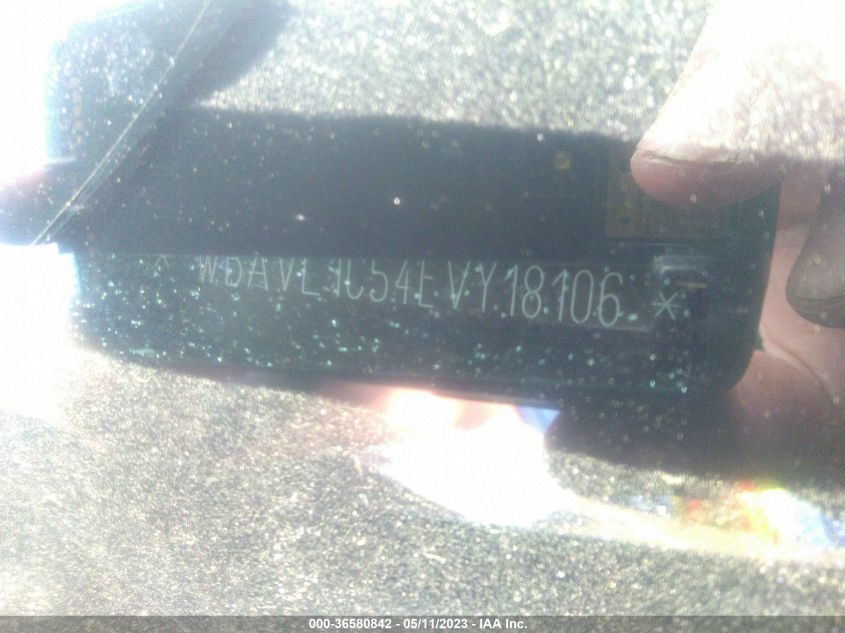 * WBAVL1C54EVY18106 *
000-36580842 - 05/11/2023 - IAA Inc.